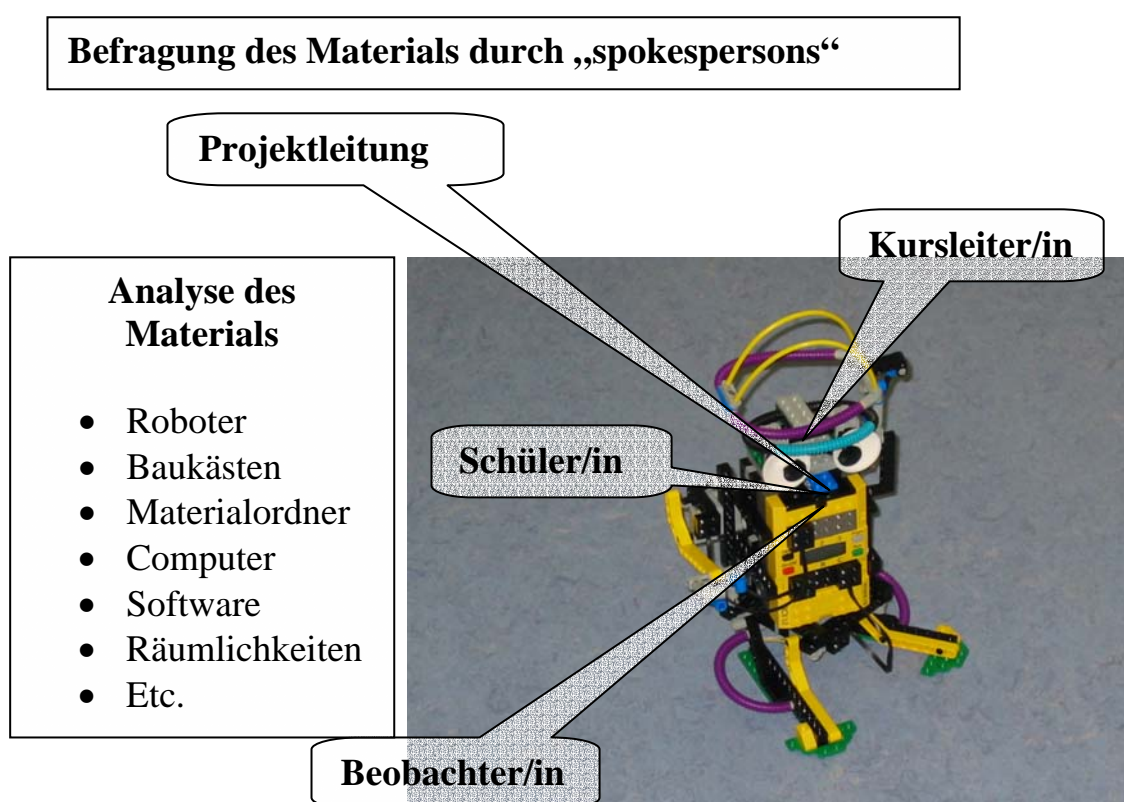 Befragung des Materials durch „spokespersons“
Projektleitung
Kursleiter/in
Analyse des
Materials
• Roboter
• Baukästen
• Materialordner
• Computer
• Software
• Räumlichkeiten
• Etc.
Schüler/in
Beobachter/in